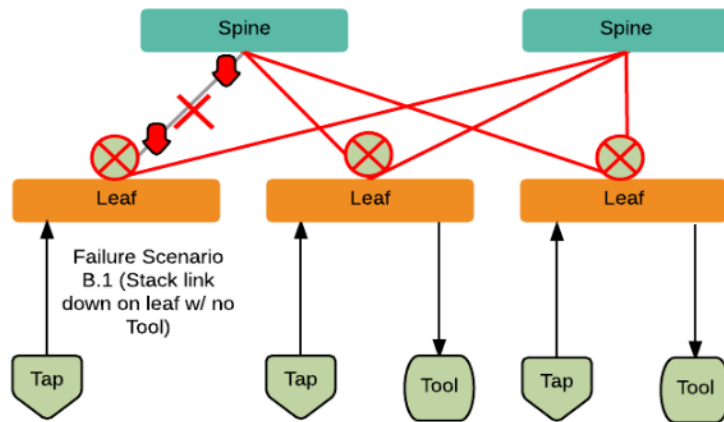 Spine
Spine
Leaf
Leaf
Leaf
Failure Scenario
B.1 (Stack link
down on leaf w/ no
Tool)
Tap
Tap
Tool
Tap
Tool